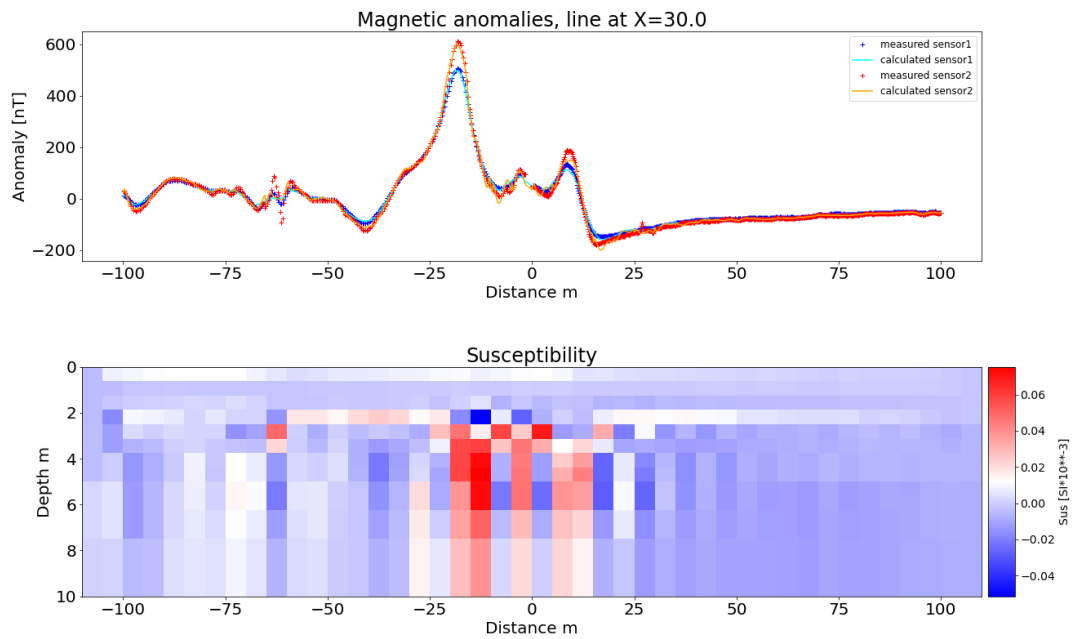 Magnetic anomalies, line at X=30.0
Anomaly [nT]
600
400
200
0
−200
measured sensor1
calculated sensor1
measured sensor2
calculated sensor2
−100 −75 −50 −25 0 25 50 75 100
Distance m
Susceptibility
Depth m
0
2
4
6
8
10
−100 −75 −50 −25 0 25 50 75 100
Distance m
0.06
0.04
0.02
0.00
−0.02
−0.04
Sus [SI*10**-3]